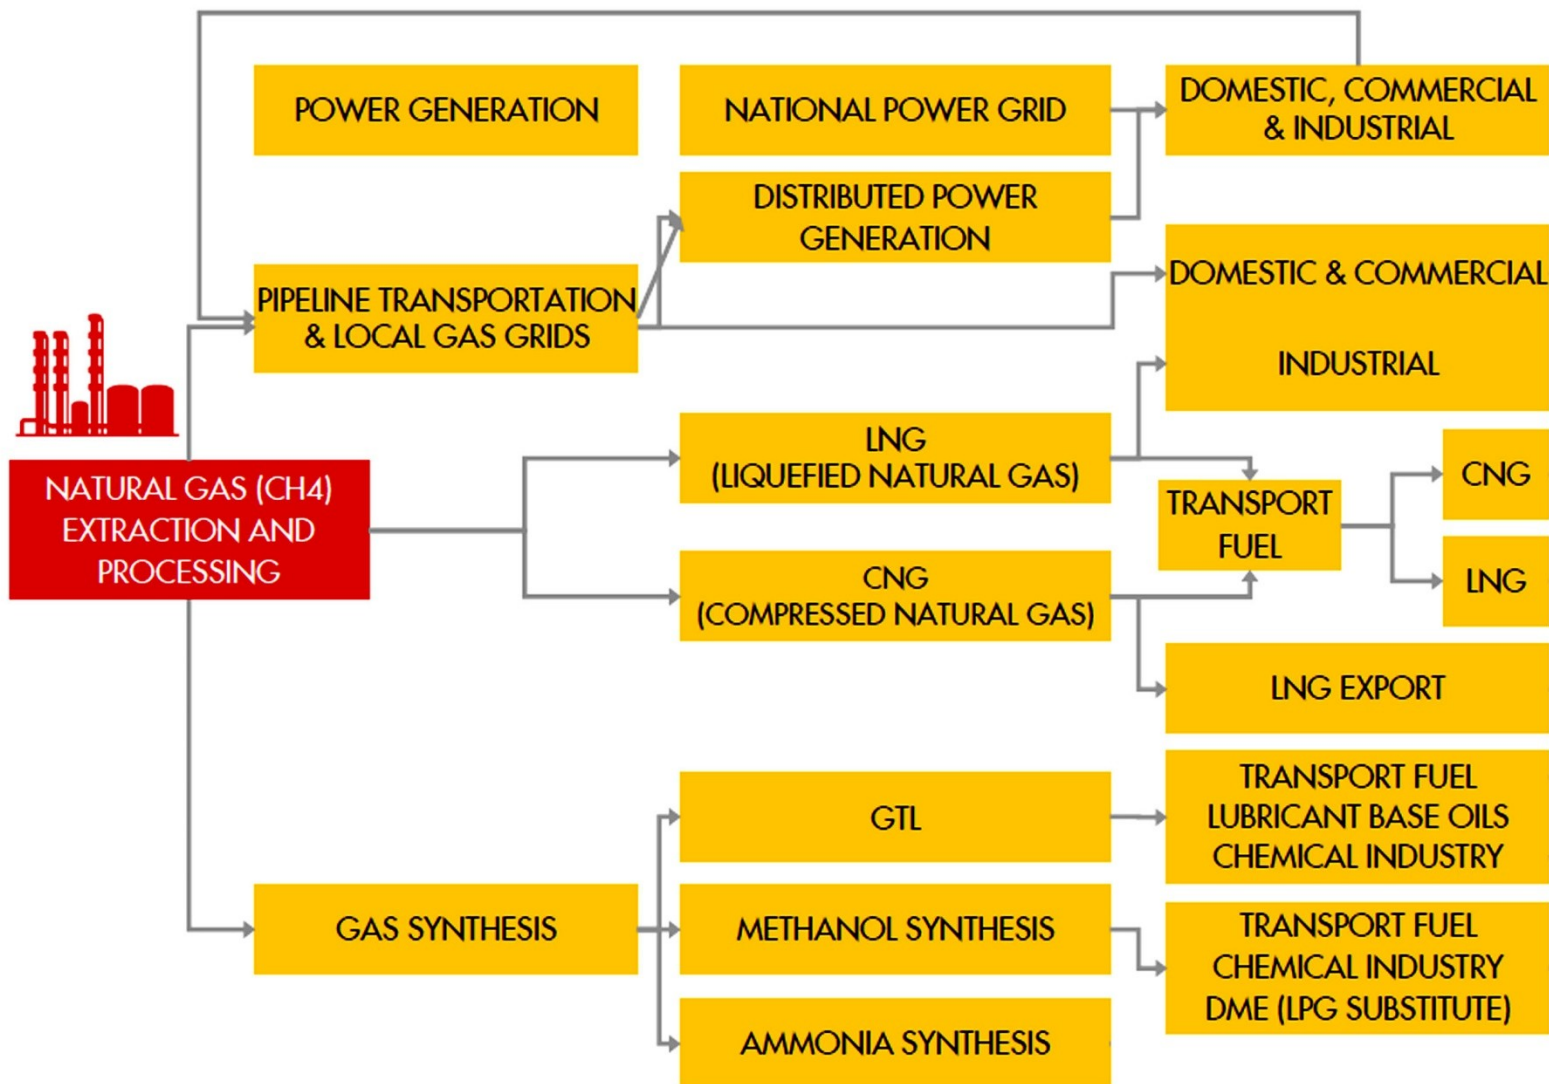 POWER GENERATION
NATIONAL POWER GRID
DOMESTIC, COMMERCIAL
& INDUSTRIAL
DISTRIBUTED POWER
GENERATION
PIPELINE TRANSPORTATION
& LOCAL GAS GRIDS
DOMESTIC & COMMERCIAL
INDUSTRIAL
NATURAL GAS (CH4)
EXTRACTION AND
PROCESSING
LNG
(LIQUEFIED NATURAL GAS)
CNG
(COMPRESSED NATURAL GAS)
TRANSPORT
FUEL
CNG
LNG
LNG EXPORT
GAS SYNTHESIS
GTL
TRANSPORT FUEL
LUBRICANT BASE OILS
CHEMICAL INDUSTRY
METHANOL SYNTHESIS
TRANSPORT FUEL
CHEMICAL INDUSTRY
DME (LPG SUBSTITUTE)
AMMONIA SYNTHESIS